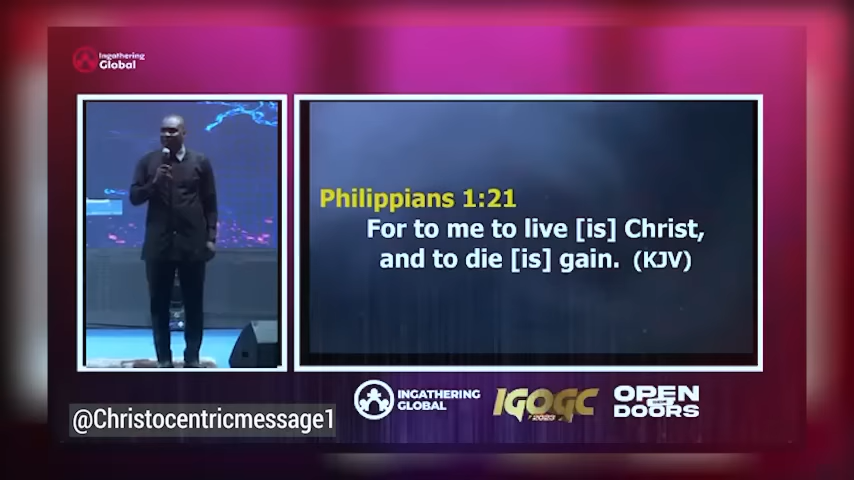 Ingathering
Global
Philippians 1:21
For to me to live [is] Christ,
and to die [is] gain. (KJV)
INGATHERING
GLOBAL
IGOGC
2023
OPEN
DOORS
@Christocentricmessage1